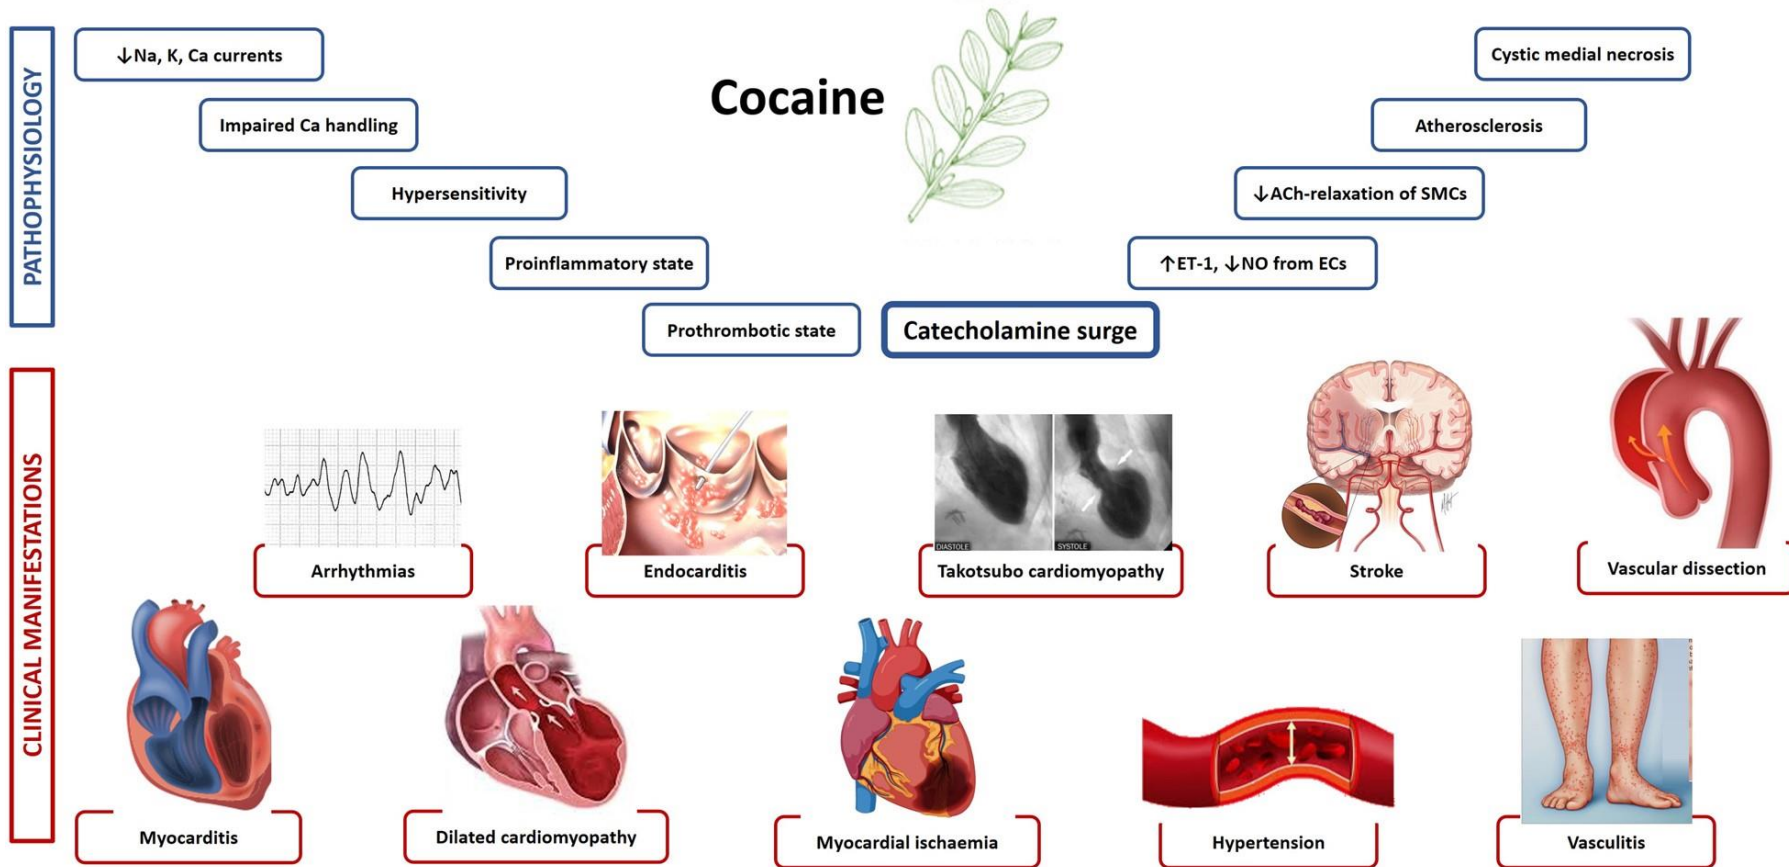 PATHOPHYSIOLOGY
Cocaine
↓Na, K, Ca currents
Impaired Ca handling
Hypersensitivity
Proinflammatory state
Prothrombotic state
Catecholamine surge
↑ET-1, ↓NO from ECs
↓ACh-relaxation of SMCs
Atherosclerosis
Cystic medial necrosis
CLINICAL MANIFESTATIONS
DIASTOLE
SYSTOLE
Arrhythmias
Endocarditis
Takotsubo cardiomyopathy
Stroke
Vascular dissection
Myocarditis
Dilated cardiomyopathy
Myocardial ischaemia
Hypertension
Vasculitis